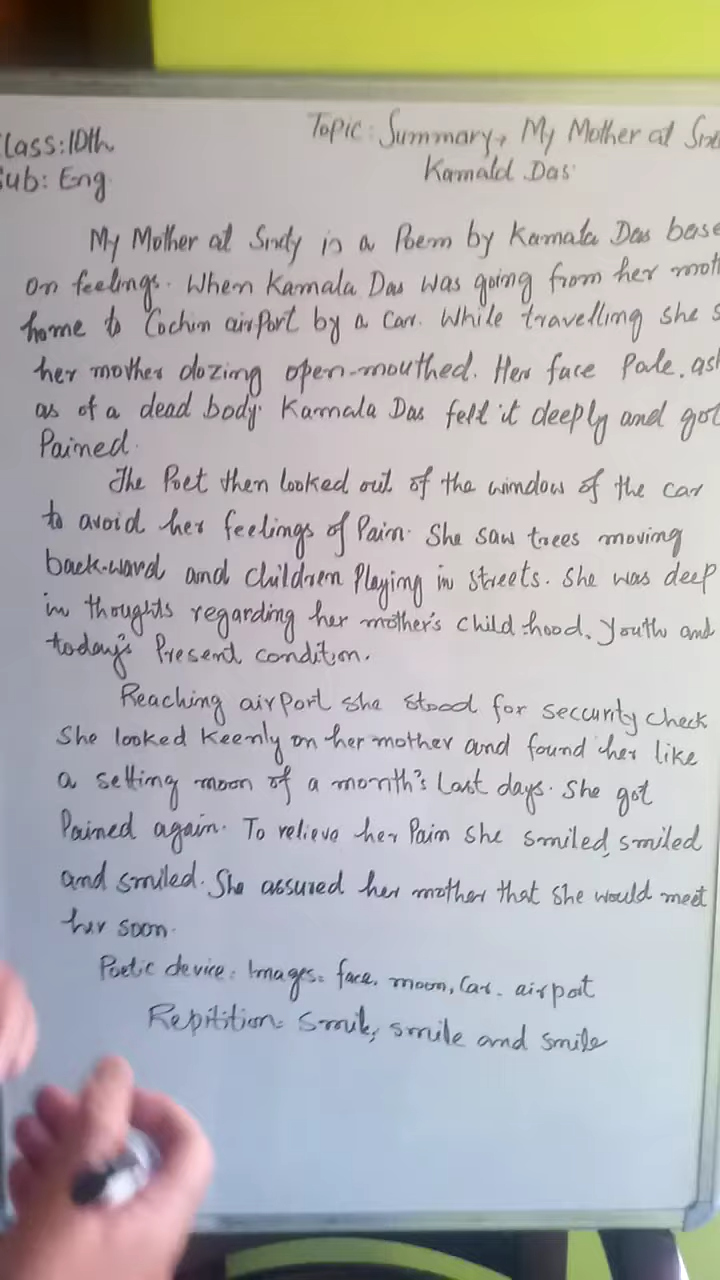 Class: 10th
Sub: Eng.
Topic: Summary, My Mother at
Kamala Das
My Mother at Sixty is a Poem by Kamala Das base
on feelings. When Kamala Das was going from her moth
home to Cochin airport by a car. While travelling she s
her mother dozing open-mouthed. Her face Pale, ash
as of a dead body. Kamala Das felt it deeply and got
Pained.
The Poet then looked out of the window of the car
to avoid her feelings of Pain. She saw trees moving
back-ward and children Playing in streets. She was deep
in thoughts regarding her mother's child-hood, Youth and
today's Present condition.
Reaching airport she stood for seccurity check
She looked keenly on her mother and found her like
a setting moon of a month's last days. She got
Pained again. To relieve her Pain she smiled, smiled
and smiled. She assured her mother that she would meet
her soon.
Poetic device: Images: face, moon, Car. airport
Repitition: Smile, smile and smile